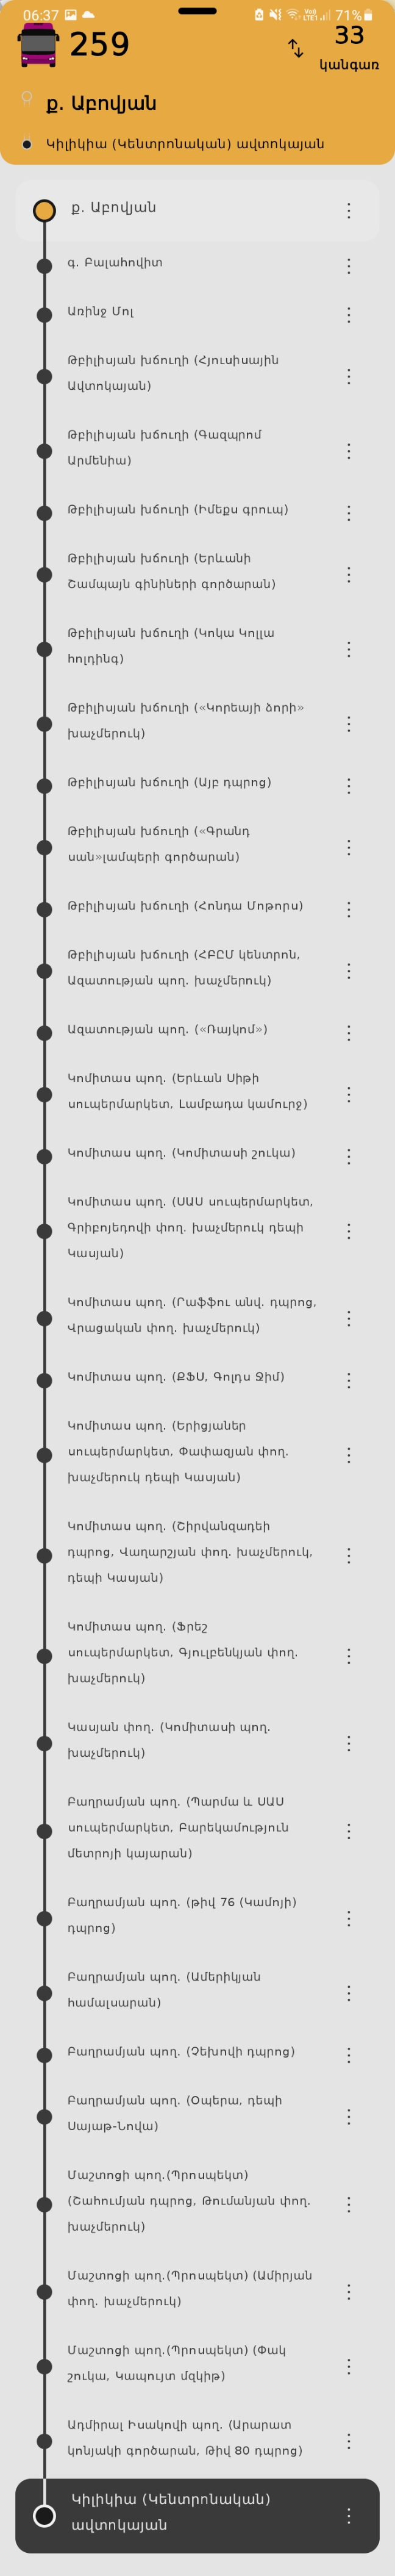 06:37
71%
259
33
կանգառ
ք. Աբովյան
Կիլիկիա (Կենտրոնական) ավտոկայան
ք. Աբովյան
գ. Բալահովիտ
Առինջ Մոլ
Թբիլիսյան խճուղի (Հյուսիսային
Ավտոկայան)
Թբիլիսյան խճուղի (Գազպրոմ
Արմենիա)
Թբիլիսյան խճուղի (Իմեքս գրուպ)
Թբիլիսյան խճուղի (Երևանի
Շամպայն գինիների գործարան)
Թբիլիսյան խճուղի (Կոկա Կոլլա
հոլդինգ)
Թբիլիսյան խճուղի («Կորեայի ձորի»
խաչմերուկ)
Թբիլիսյան խճուղի (Այբ դպրոց)
Թբիլիսյան խճուղի («Գրանդ
սան»լամպերի գործարան)
Թբիլիսյան խճուղի (Հոնդա Մոթորս)
Թբիլիսյան խճուղի (ՀԲԸՄ կենտրոն,
Ազատության պող. խաչմերուկ)
Ազատության պող. («Ռայկոմ»)
Կոմիտաս պող. (Երևան Սիթի
սուպերմարկետ, Լամբադա կամուրջ)
Կոմիտաս պող. (Կոմիտասի շուկա)
Կոմիտաս պող. (ՍԱՍ սուպերմարկետ,
Գրիբոյեդովի փող. խաչմերուկ դեպի
Կասյան)
Կոմիտաս պող. (Րաֆֆու անվ. դպրոց,
Վրացական փող. խաչմերուկ)
Կոմիտաս պող. (ՔՖՍ, Գոլդս Ջիմ)
Կոմիտաս պող. (Երիցյաներ
սուպերմարկետ, Փափազյան փող.
խաչմերուկ դեպի Կասյան)
Կոմիտաս պող. (Շիրվանզադեի
դպրոց, Վաղարշյան փող. խաչմերուկ,
դեպի Կասյան)
Կոմիտաս պող. (Ֆրեշ
սուպերմարկետ, Գյուլբենկյան փող.
խաչմերուկ)
Կասյան փող. (Կոմիտասի պող.
խաչմերուկ)
Բաղրամյան պող. (Պարմա և ՍԱՍ
սուպերմարկետ, Բարեկամություն
մետրոյի կայարան)
Բաղրամյան պող. (թիվ 76 (Կամոյի)
դպրոց)
Բաղրամյան պող. (Ամերիկյան
համալսարան)
Բաղրամյան պող. (Չեխովի դպրոց)
Բաղրամյան պող. (Օպերա, դեպի
Սայաթ-Նովա)
Մաշտոցի պող.(Պրոսպեկտ)
(Շահումյան դպրոց, Թումանյան փող.
խաչմերուկ)
Մաշտոցի պող.(Պրոսպեկտ) (Ամիրյան
փող. խաչմերուկ)
Մաշտոցի պող.(Պրոսպեկտ) (Փակ
շուկա, Կապույտ մզկիթ)
Ադմիրալ Իսակովի պող. (Արարատ
կոնյակի գործարան, Թիվ 80 դպրոց)
Կիլիկիա (Կենտրոնական)
ավտոկայան